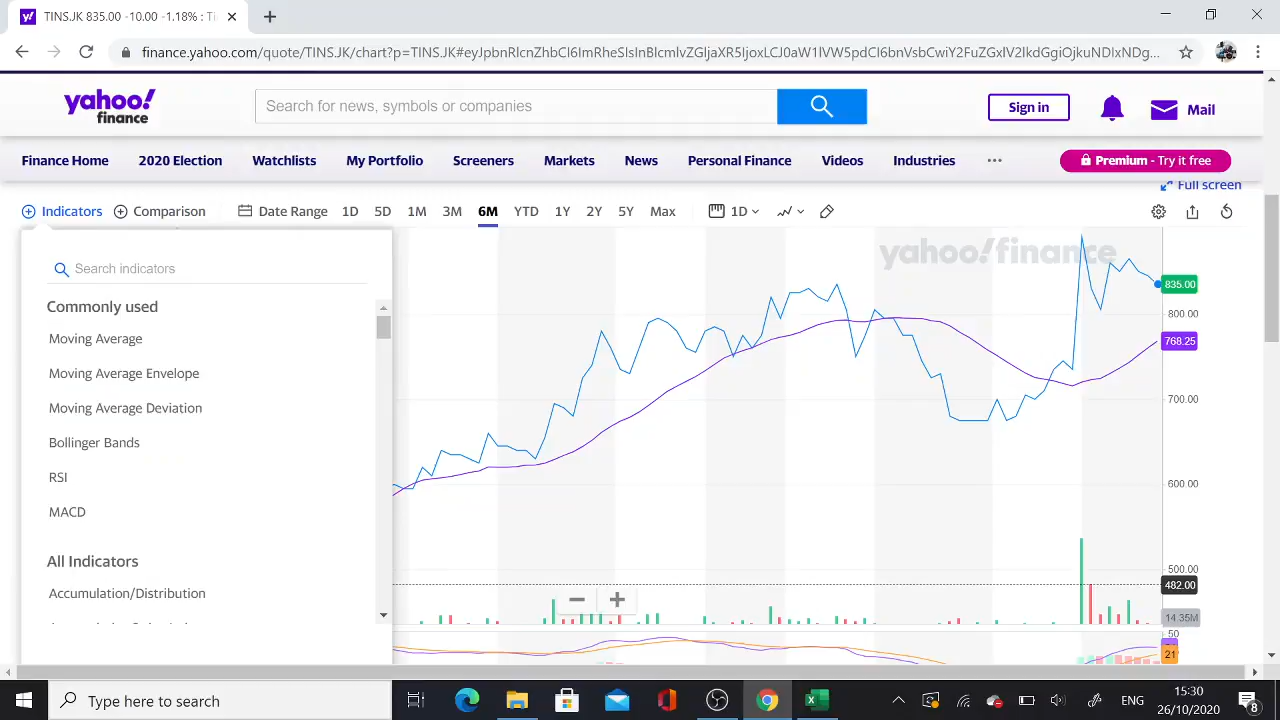 TINS.JK 835.00 -10.00 -1.18% : Ti
finance.yahoo.com/quote/TINS.JK/chart?p=TINS.JK#eyJpbnRlcnZhbCI6ImRheSIsInBlcmlvZGljaXR5IjoxLCJ0aW1lVW5pdCI6bnVsbCwiY2FuZGxlV2lkdGgiOjkuNDIxNDg...
yahoo!
finance
Search for news, symbols or companies
Sign in
Mail
Finance Home 2020 Election Watchlists My Portfolio Screeners Markets News Personal Finance Videos Industries ... Premium - Try it free
Full screen
Indicators Comparison Date Range 1D 5D 1M 3M 6M YTD 1Y 2Y 5Y Max 1D
yahoo!finance
Search indicators
Commonly used
Moving Average
Moving Average Envelope
Moving Average Deviation
Bollinger Bands
RSI
MACD
All Indicators
Accumulation/Distribution
835.00
800.00
768.25
700.00
600.00
500.00
482.00
14.35M
50
21
Type here to search
ENG
15:30
26/10/2020
8